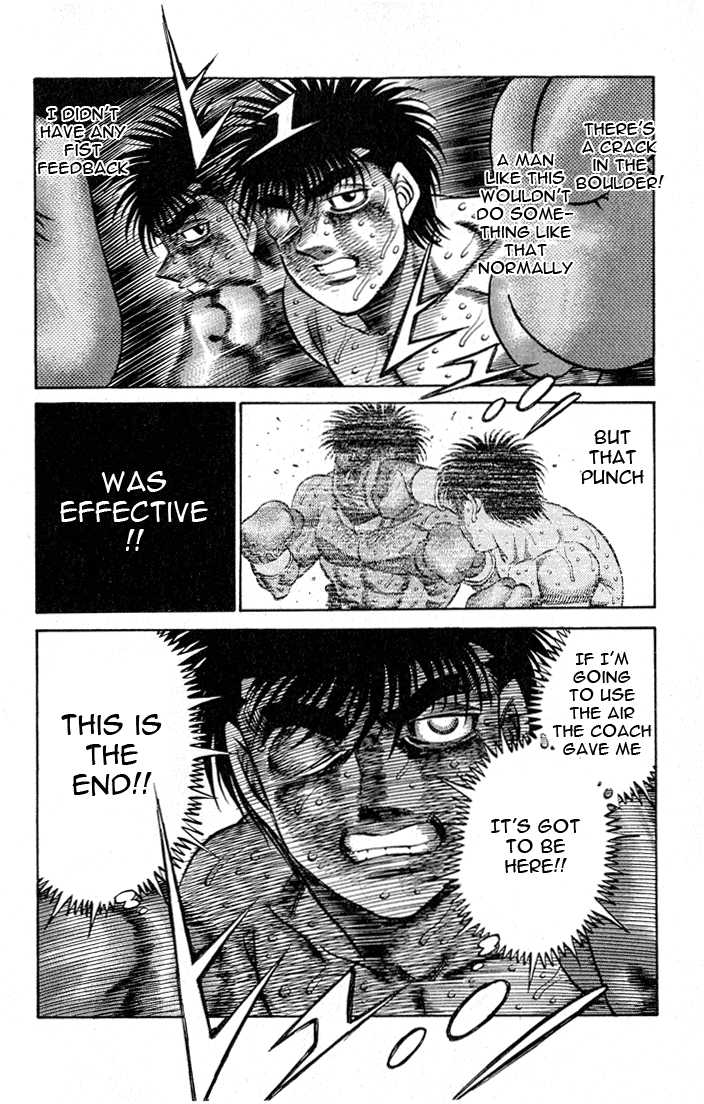 THERE'S
A CRACK
IN THE
BOULDER!
A MAN
LIKE THIS
WOULDN'T
DO SOME-
THING LIKE
THAT
NORMALLY
I DIDN'T
HAVE ANY
FIST
FEEDBACK
BUT
THAT
PUNCH
WAS
EFFECTIVE
!!
IF I'M
GOING
TO USE
THE AIR
THE COACH
GAVE ME
IT'S GOT
TO BE
HERE!!
THIS IS
THE
END!!